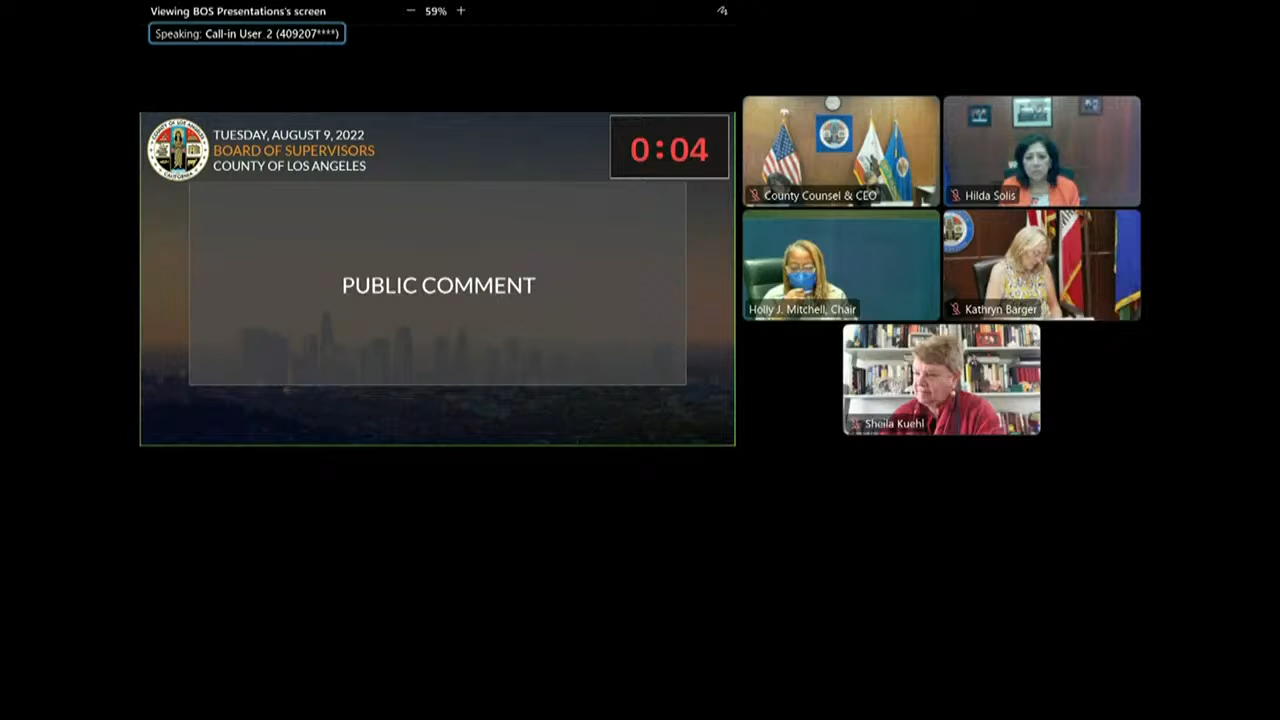 Viewing BOS Presentations's screen
59%
Speaking: Call-in User 2 (409207****)
TUESDAY, AUGUST 9, 2022
BOARD OF SUPERVISORS
COUNTY OF LOS ANGELES
0:04
PUBLIC COMMENT
County Counsel & CEO
Hilda Solis
Holly J. Mitchell, Chair
Kathryn Barger
Sheila Kuehl